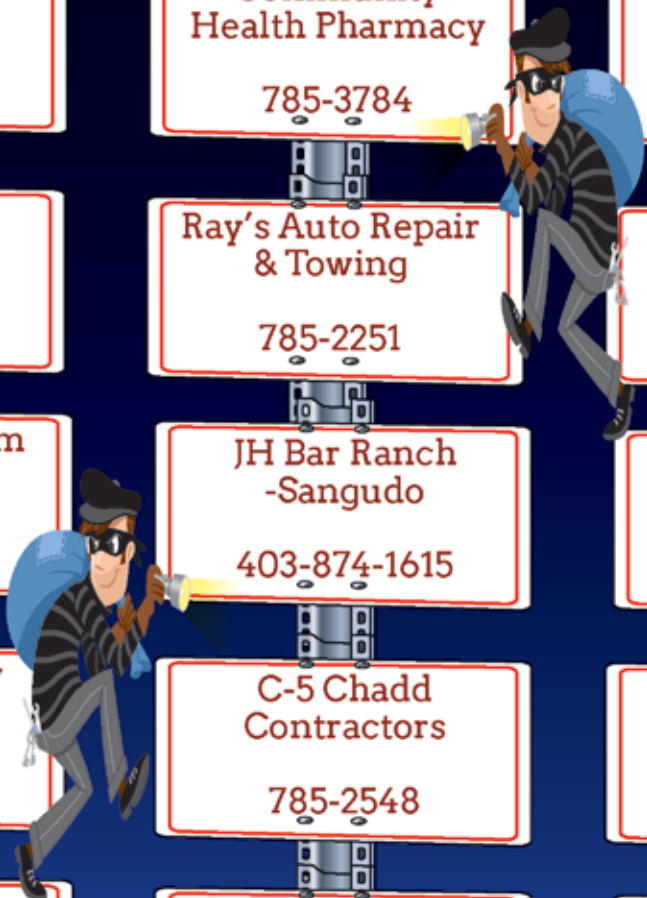 Community
Health Pharmacy
785-3784
Ray's Auto Repair
& Towing
785-2251
JH Bar Ranch
-Sangudo
403-874-1615
C-5 Chadd
Contractors
785-2548
m